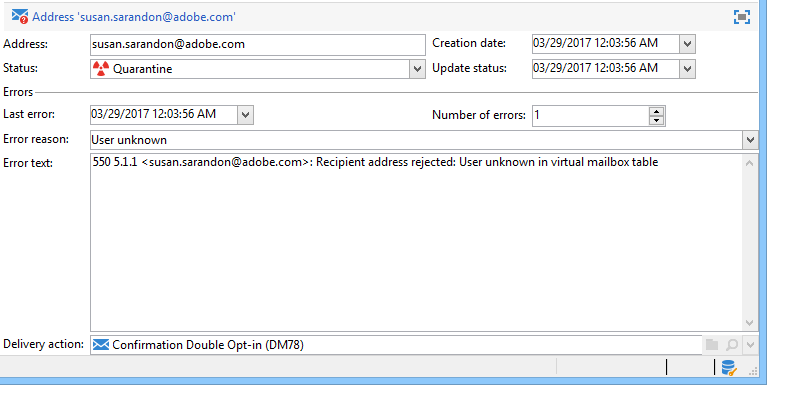 Address 'susan.sarandon@adobe.com'
Address: susan.sarandon@adobe.com Creation date: 03/29/2017 12:03:56 AM
Status: Quarantine Update status: 03/29/2017 12:03:56 AM
Errors
Last error: 03/29/2017 12:03:56 AM Number of errors: 1
Error reason: User unknown
Error text: 550 5.1.1 <susan.sarandon@adobe.com>: Recipient address rejected: User unknown in virtual mailbox table
Delivery action: Confirmation Double Opt-in (DM78)